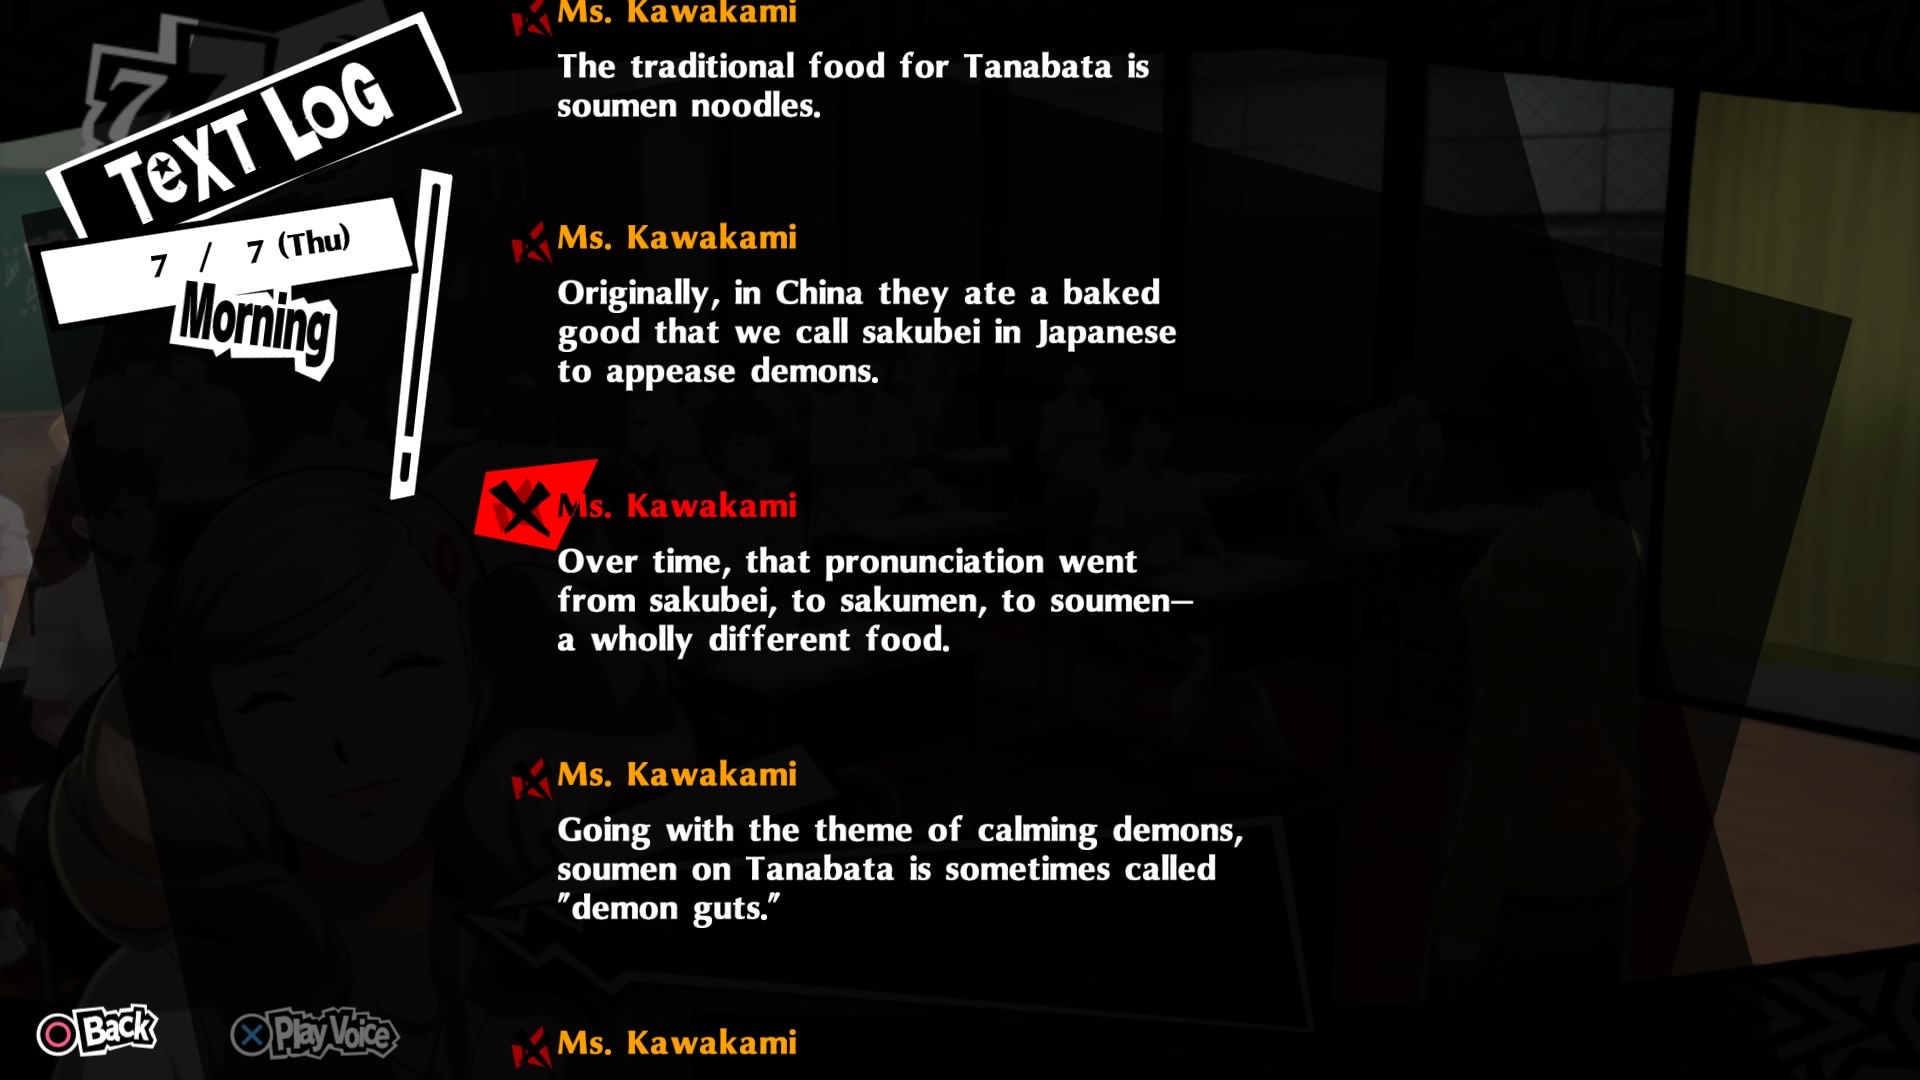 7/7
TEXT LOG
7 / 7 (Thu)
Morning
Ms. Kawakami
The traditional food for Tanabata is
soumen noodles.
Ms. Kawakami
Originally, in China they ate a baked
good that we call sakubei in Japanese
to appease demons.
Ms. Kawakami
Over time, that pronunciation went
from sakubei, to sakumen, to soumen—
a wholly different food.
Ms. Kawakami
Going with the theme of calming demons,
soumen on Tanabata is sometimes called
"demon guts."
Ms. Kawakami
Back
Play Voice